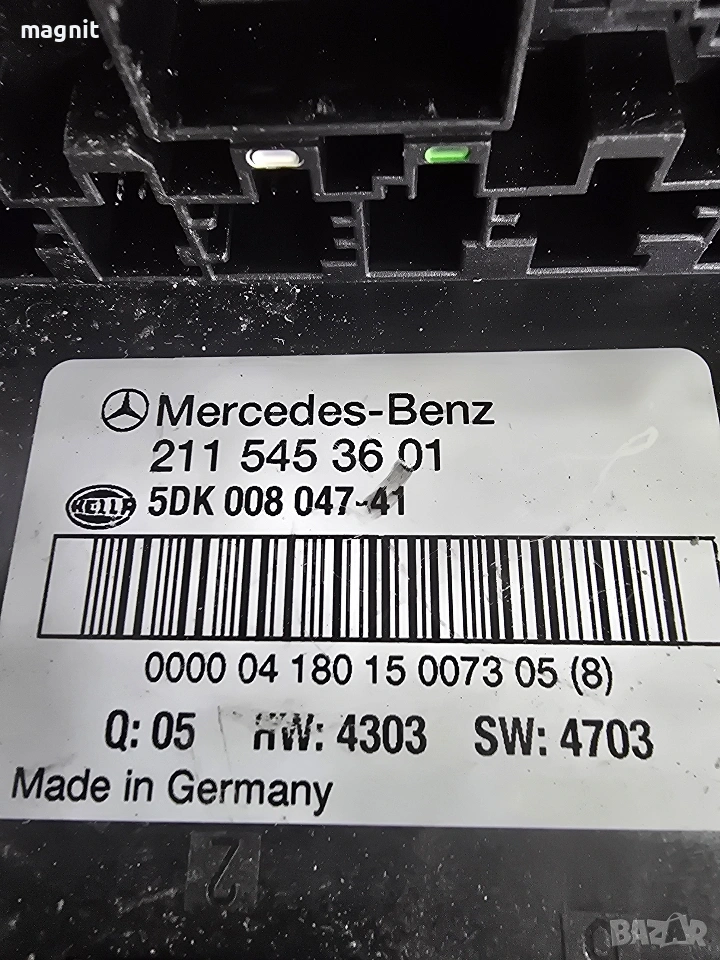 magnit
Mercedes-Benz
211 545 36 01
HELLA 5DK 008 047-41
0000 04 180 15 0073 05 (8)
Q: 05 HW: 4303 SW: 4703
Made in Germany
2
BAZAR